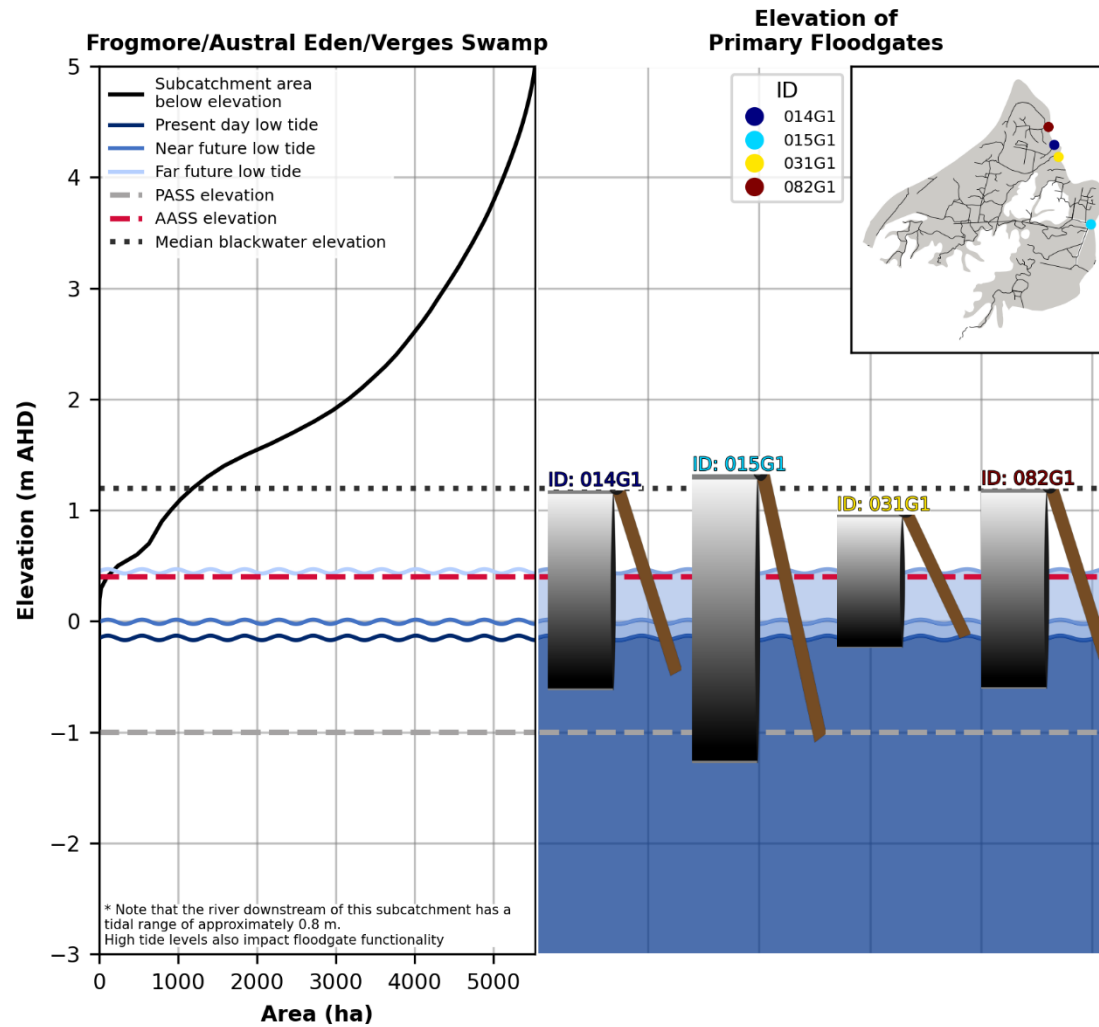 Frogmore/Austral Eden/Verges Swamp
Elevation of
Primary Floodgates
Subcatchment area
below elevation
Present day low tide
Near future low tide
Far future low tide
PASS elevation
AASS elevation
Median blackwater elevation
ID
014G1
015G1
031G1
082G1
5
4
3
2
1
0
−1
−2
−3
Elevation (m AHD)
ID: 014G1
ID: 015G1
ID: 031G1
ID: 082G1
* Note that the river downstream of this subcatchment has a
tidal range of approximately 0.8 m.
High tide levels also impact floodgate functionality
0 1000 2000 3000 4000 5000
Area (ha)